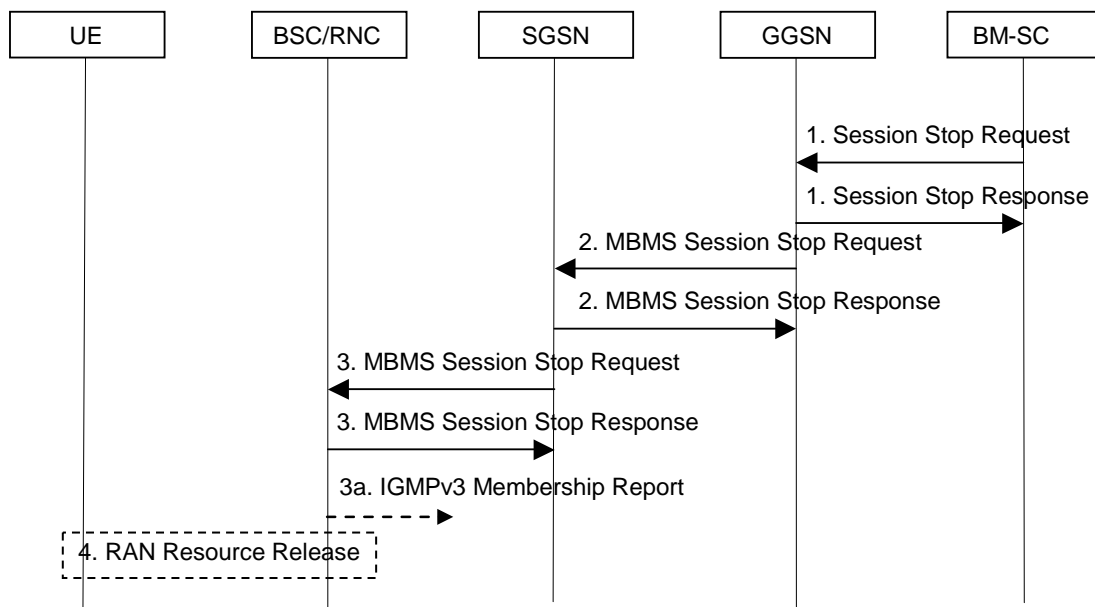 UE
BSC/RNC
SGSN
GGSN
BM-SC
1. Session Stop Request
1. Session Stop Response
2. MBMS Session Stop Request
2. MBMS Session Stop Response
3. MBMS Session Stop Request
3. MBMS Session Stop Response
3a. IGMPv3 Membership Report
4. RAN Resource Release